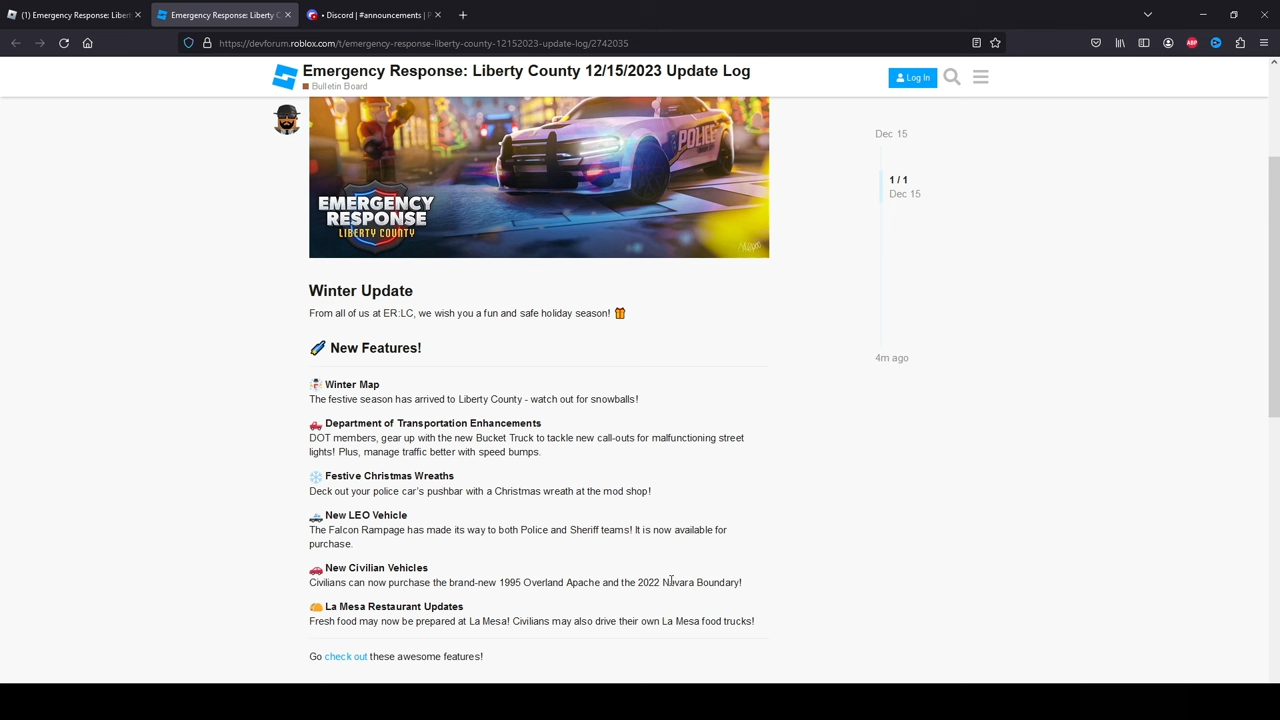 (1) Emergency Response: Libert
Emergency Response: Liberty C
• Discord | #announcements | P
https://devforum.roblox.com/t/emergency-response-liberty-county-12152023-update-log/2742035
ABP
Emergency Response: Liberty County 12/15/2023 Update Log
Bulletin Board
Log In
POLICE
EMERGENCY
RESPONSE
LIBERTY COUNTY
Dec 15
1 / 1
Dec 15
4m ago
Winter Update
From all of us at ER:LC, we wish you a fun and safe holiday season!
New Features!
Winter Map
The festive season has arrived to Liberty County - watch out for snowballs!
Department of Transportation Enhancements
DOT members, gear up with the new Bucket Truck to tackle new call-outs for malfunctioning street
lights! Plus, manage traffic better with speed bumps.
Festive Christmas Wreaths
Deck out your police car’s pushbar with a Christmas wreath at the mod shop!
New LEO Vehicle
The Falcon Rampage has made its way to both Police and Sheriff teams! It is now available for
purchase.
New Civilian Vehicles
Civilians can now purchase the brand-new 1995 Overland Apache and the 2022 Navara Boundary!
La Mesa Restaurant Updates
Fresh food may now be prepared at La Mesa! Civilians may also drive their own La Mesa food trucks!
Go check out these awesome features!